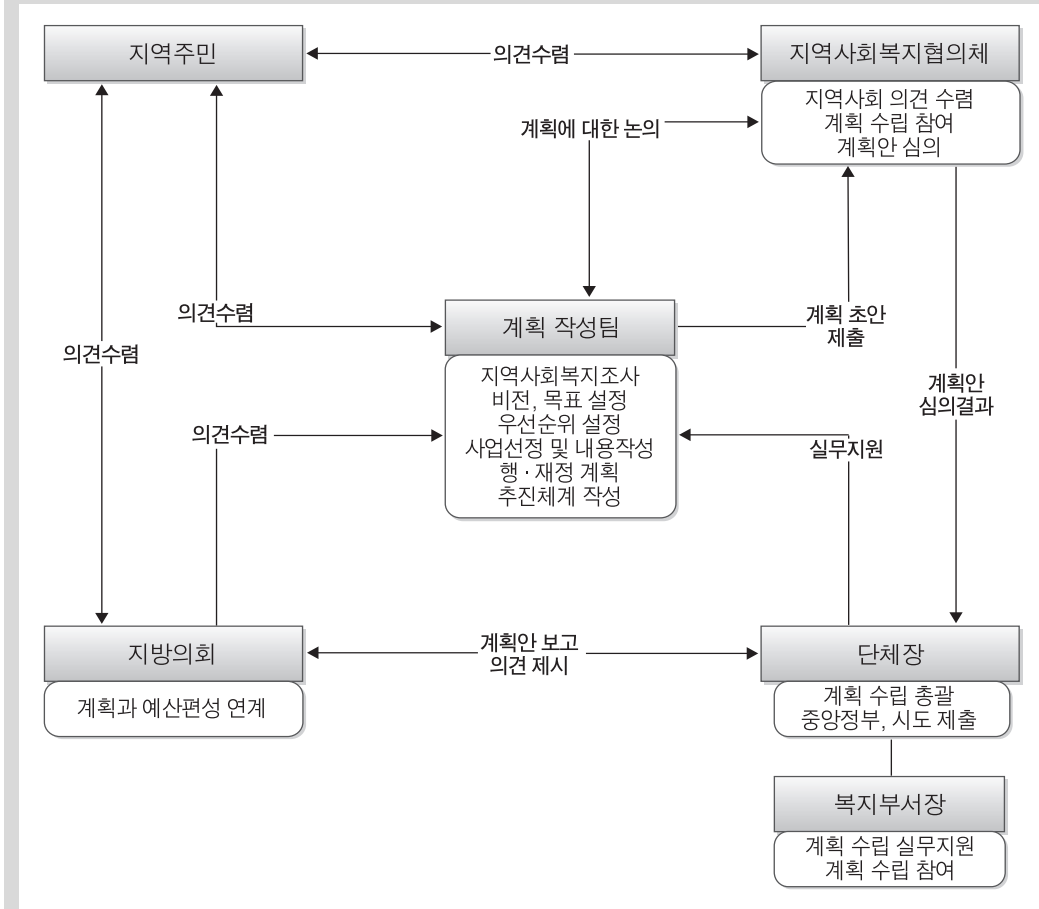 지역주민
의견수렴
지역사회복지협의체
지역사회 의견 수렴
계획 수립 참여
계획안 심의
계획에 대한 논의
의견수렴
계획 작성팀
계획 초안
제출
의견수렴
지역사회복지조사
비전, 목표 설정
우선순위 설정
사업선정 및 내용작성
행 · 재정 계획
추진체계 작성
계획안
심의결과
의견수렴
실무지원
지방의회
계획과 예산편성 연계
계획안 보고
의견 제시
단체장
계획 수립 총괄
중앙정부, 시도 제출
복지부서장
계획 수립 실무지원
계획 수립 참여